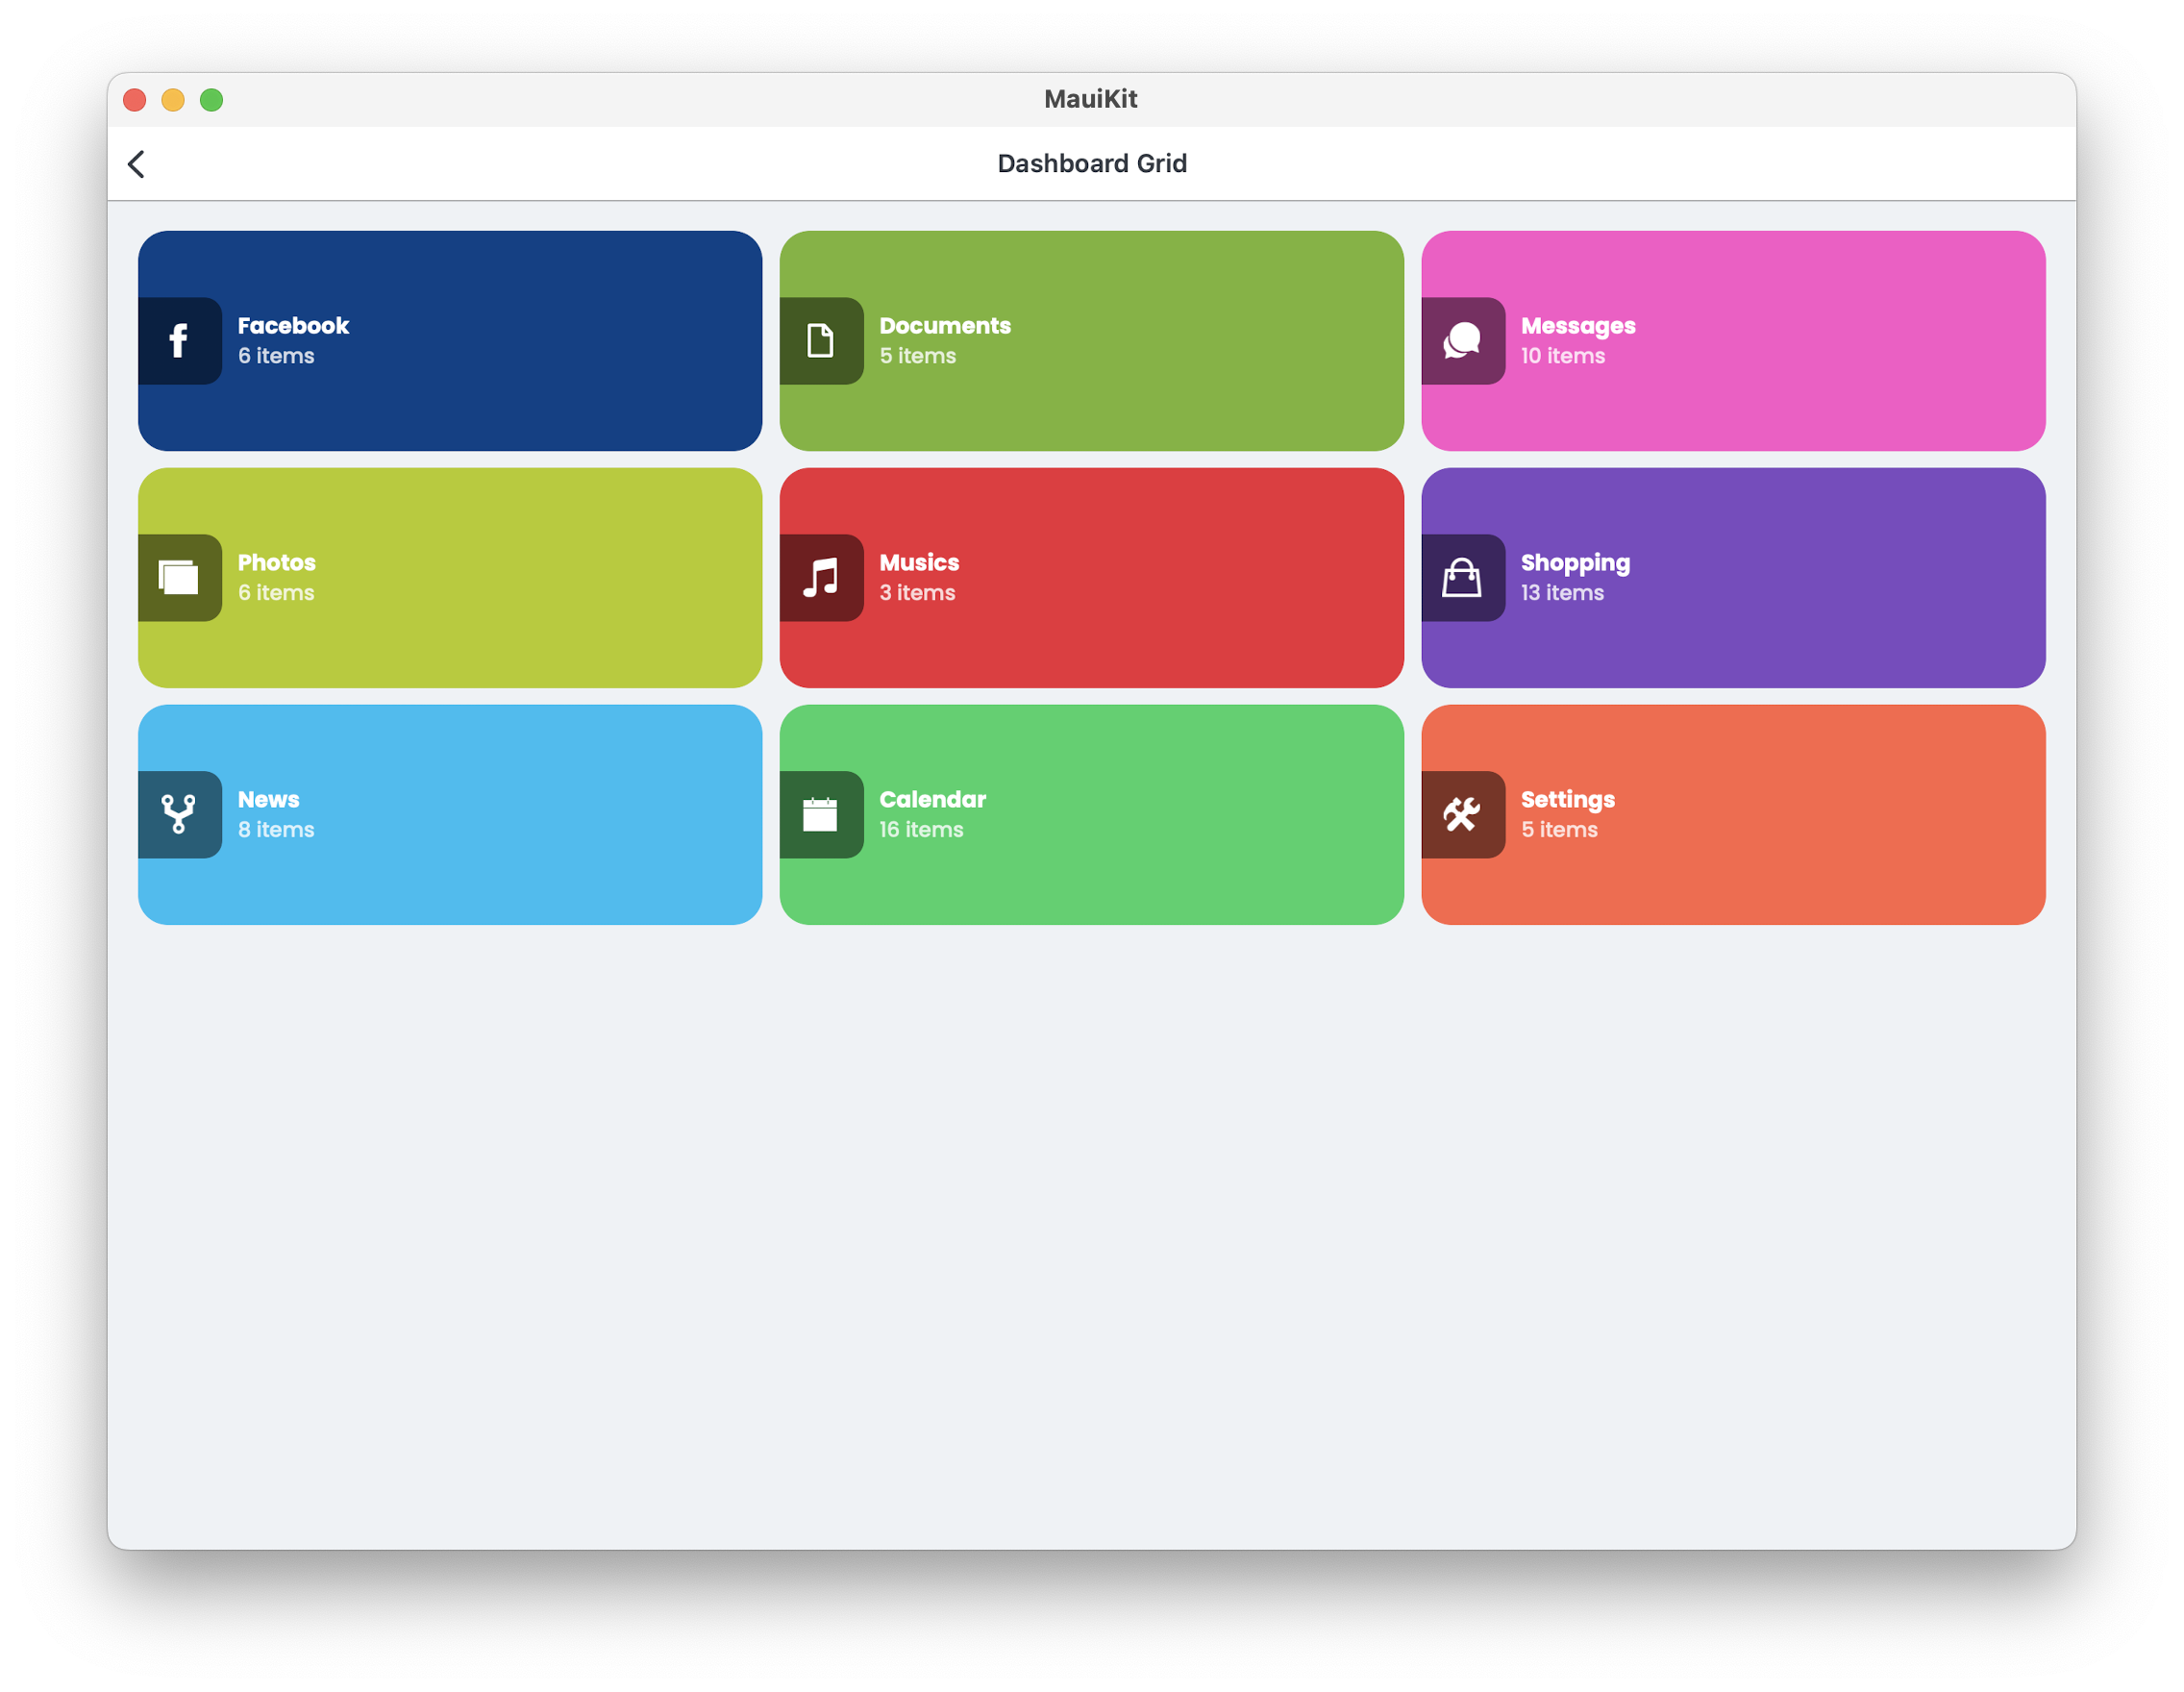 MauiKit
Dashboard Grid
Facebook
6 items
Documents
5 items
Messages
10 items
Photos
6 items
Musics
3 items
Shopping
13 items
News
8 items
Calendar
16 items
Settings
5 items